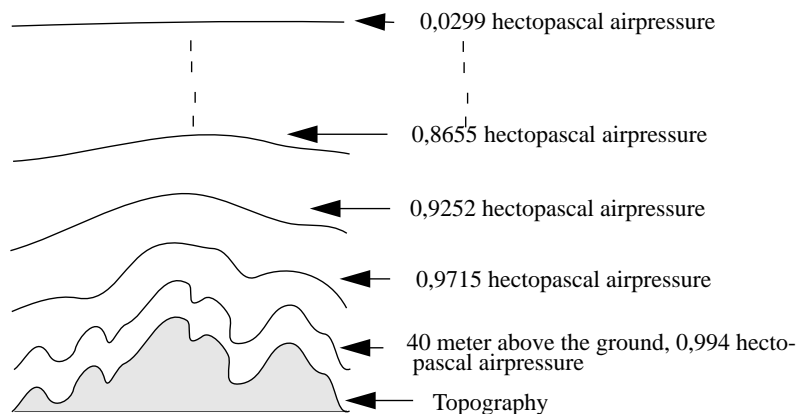 0,0299 hectopascal airpressure
0,8655 hectopascal airpressure
0,9252 hectopascal airpressure
0,9715 hectopascal airpressure
40 meter above the ground, 0,994 hecto-
pascal airpressure
Topography